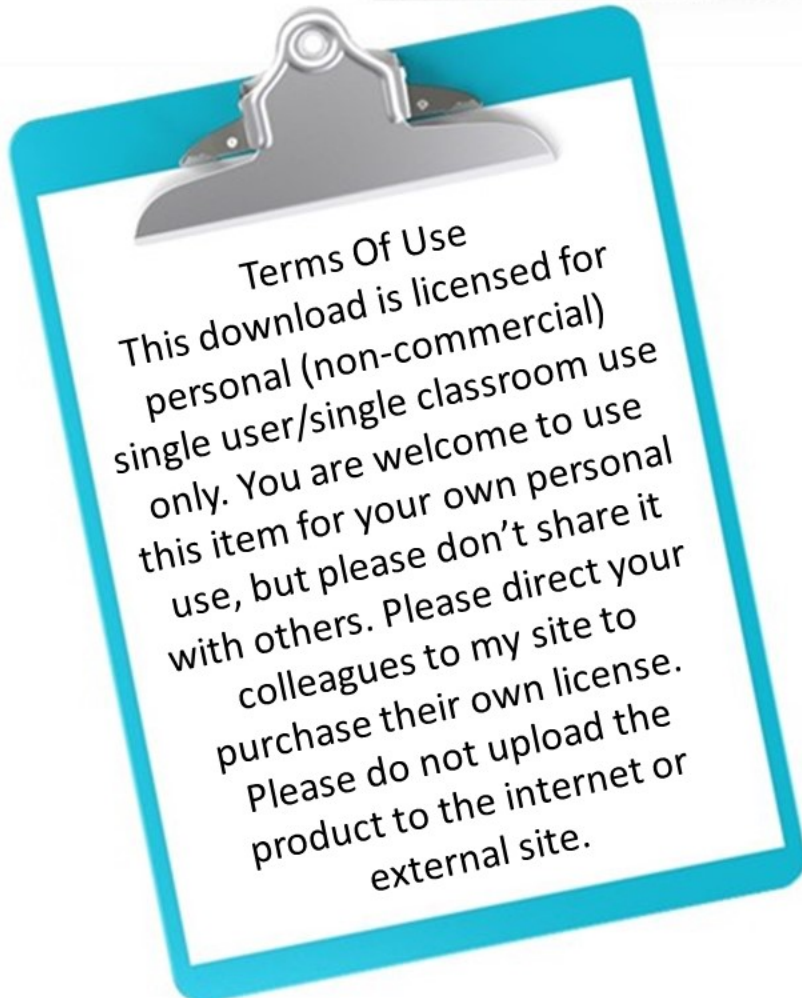 Terms Of Use
This download is licensed for
personal (non-commercial)
single user/single classroom use
only. You are welcome to use
this item for your own personal
use, but please don’t share it
with others. Please direct your
colleagues to my site to
purchase their own license.
Please do not upload the
product to the internet or
external site.